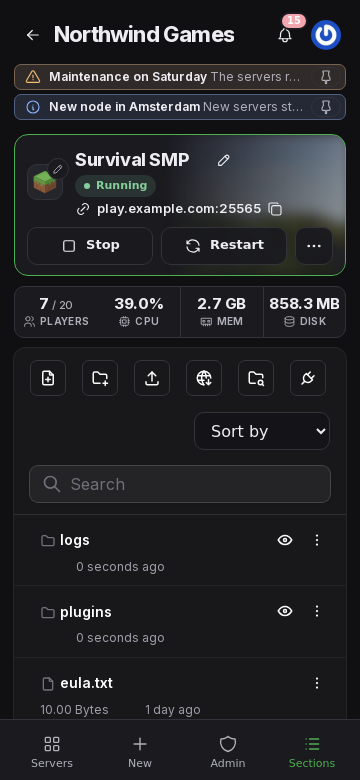 Northwind Games
15
Maintenance on Saturday The servers r...
New node in Amsterdam New servers st...
Survival SMP
Running
play.example.com:25565
Stop
Restart
7 / 20
PLAYERS
39.0%
CPU
2.7 GB
MEM
858.3 MB
DISK
Sort by
Search
logs
0 seconds ago
plugins
0 seconds ago
eula.txt
10.00 Bytes 1 day ago
Servers
New
Admin
Sections